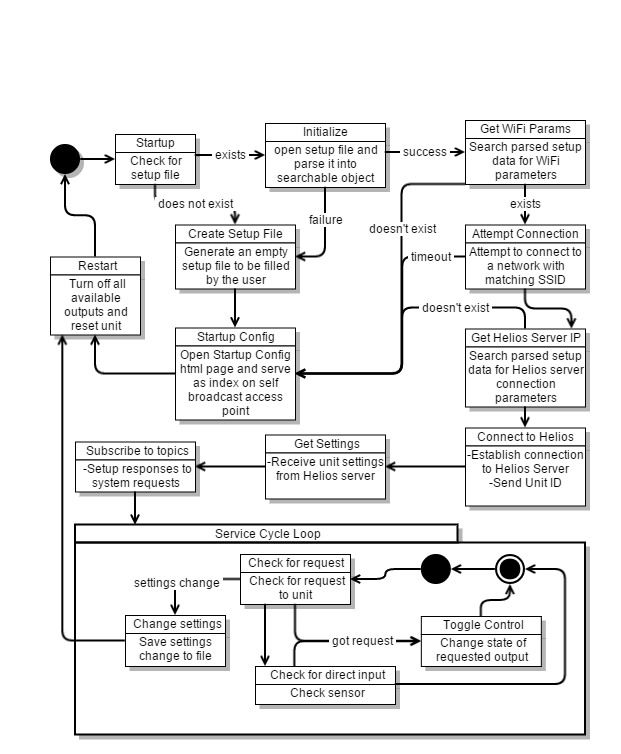 Startup
Check for
setup file
exists
Initialize
open setup file and
parse it into
searchable object
success
Get WiFi Params
Search parsed setup
data for WiFi
parameters
does not exist
failure
doesn't exist
exists
Create Setup File
Generate an empty
setup file to be filled
by the user
timeout
Attempt Connection
Attempt to connect to
a network with
matching SSID
Restart
Turn off all
available
outputs and
reset unit
doesn't exist
Startup Config
Open Startup Config
html page and serve
as index on self
broadcast access
point
Get Helios Server IP
Search parsed setup
data for Helios server
connection
parameters
Subscribe to topics
-Setup responses to
system requests
Get Settings
-Receive unit settings
from Helios server
Connect to Helios
-Establish connection
to Helios Server
-Send Unit ID
Service Cycle Loop
Check for request
Check for request
to unit
settings change
Change settings
Save settings
change to file
got request
Toggle Control
Change state of
requested output
Check for direct input
Check sensor